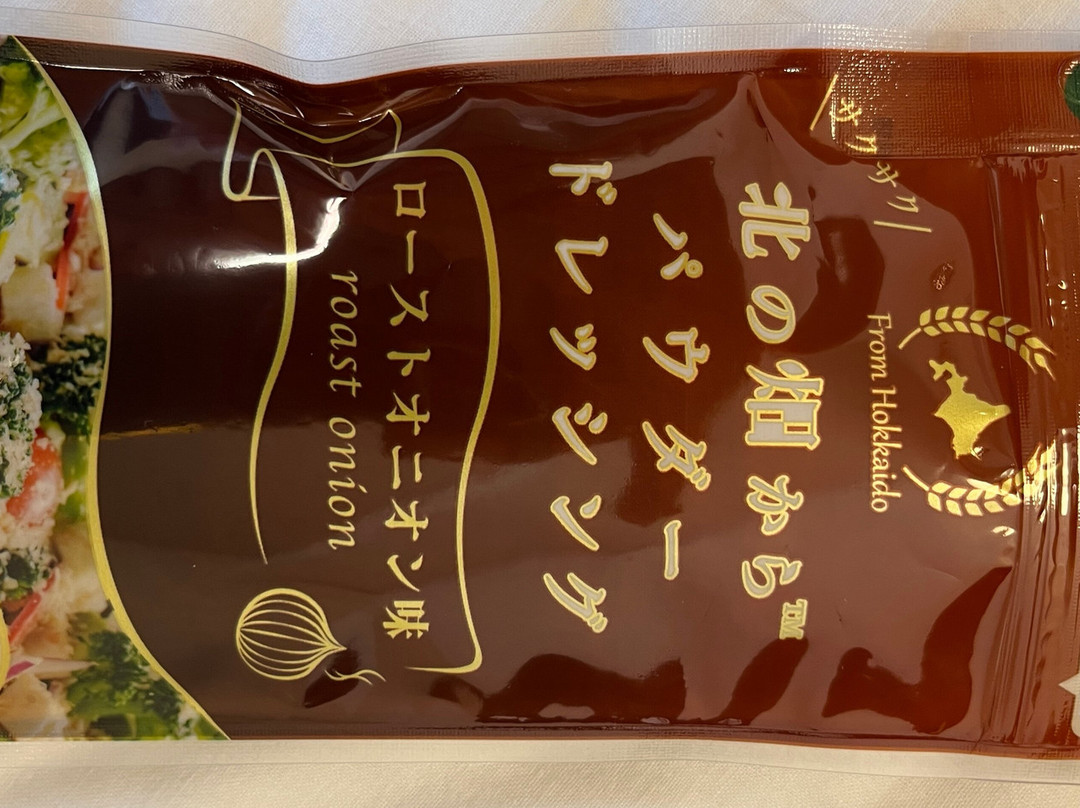 From Hokkaido
サクサク
北の畑から™
パウダー
ドレッシング
ローストオニオン味
roast onion